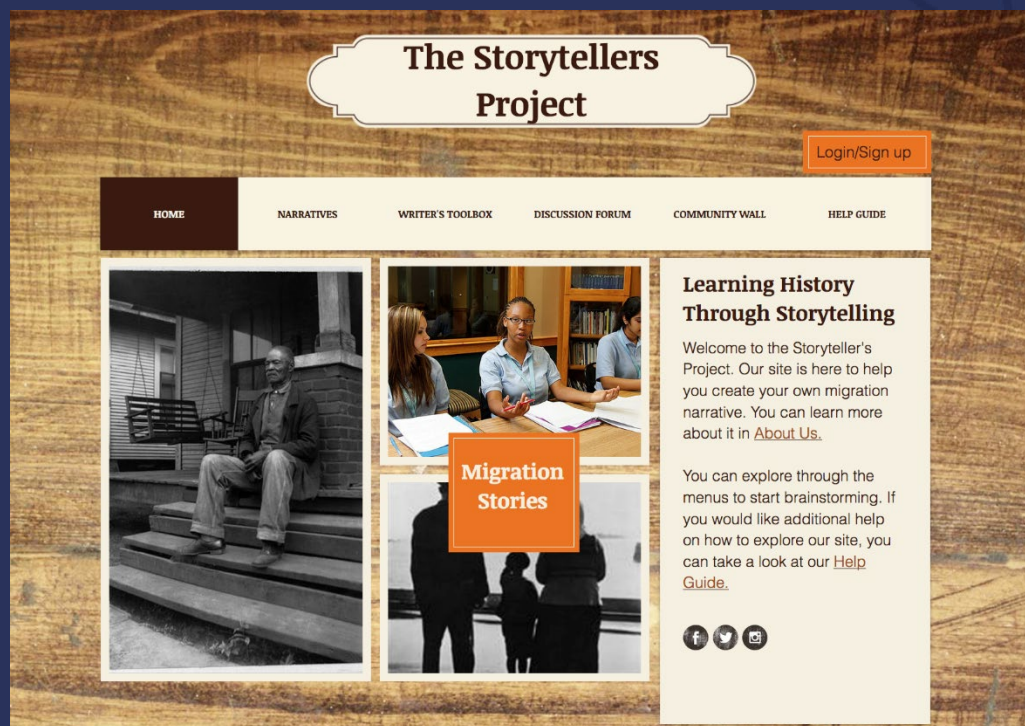 The Storytellers
Project
Login/Sign up
HOME
NARRATIVES
WRITER'S TOOLBOX
DISCUSSION FORUM
COMMUNITY WALL
HELP GUIDE
Migration
Stories
Learning History
Through Storytelling
Welcome to the Storyteller's
Project. Our site is here to help
you create your own migration
narrative. You can learn more
about it in About Us.
You can explore through the
menus to start brainstorming. If
you would like additional help
on how to explore our site, you
can take a look at our Help
Guide.